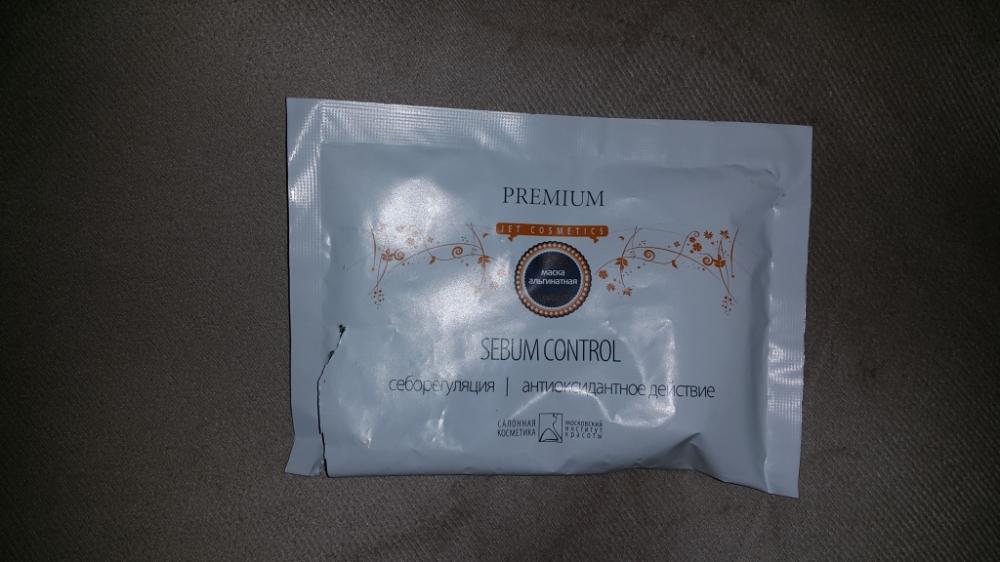 PREMIUM
JET COSMETICS
маска
альгинатная
SEBUM CONTROL
себорегуляция | антиоксидантное действие
САЛОННАЯ
КОСМЕТИКА
МОСКОВСКИЙ
ИНСТИТУТ
КРАСОТЫ